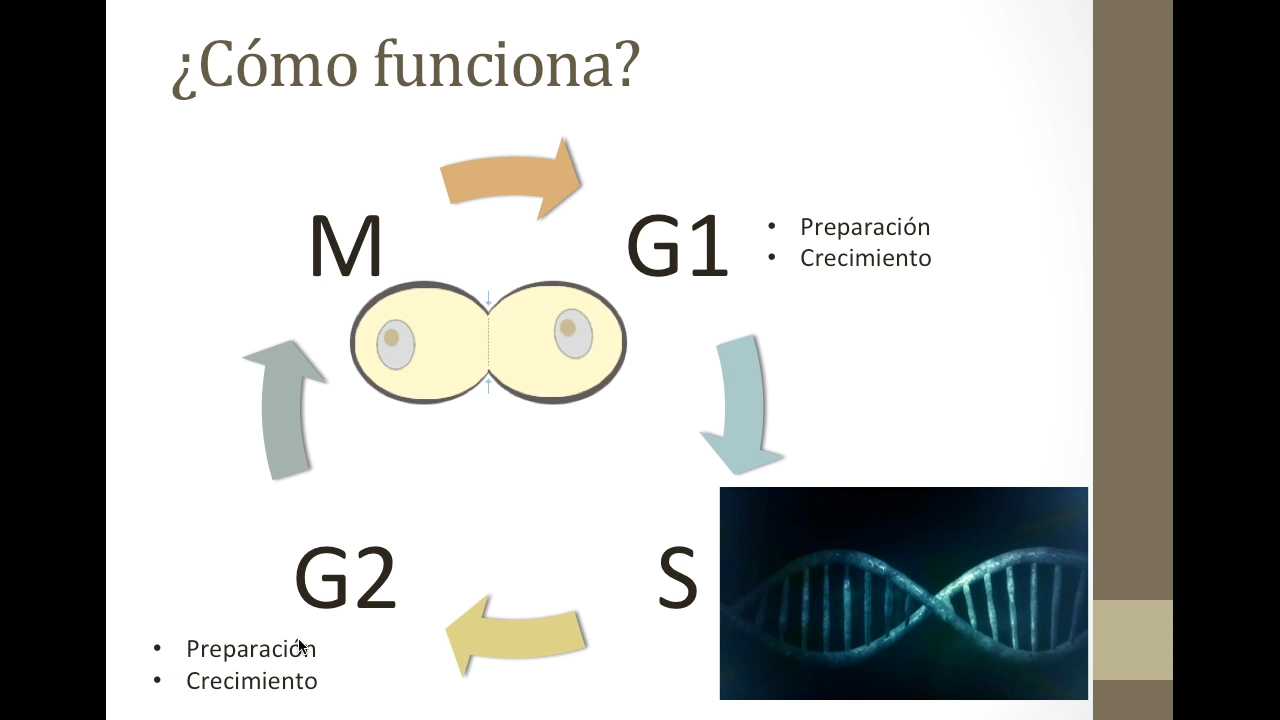 ¿Cómo funciona?
M
G1
• Preparación
• Crecimiento
G2
S
• Preparación
• Crecimiento